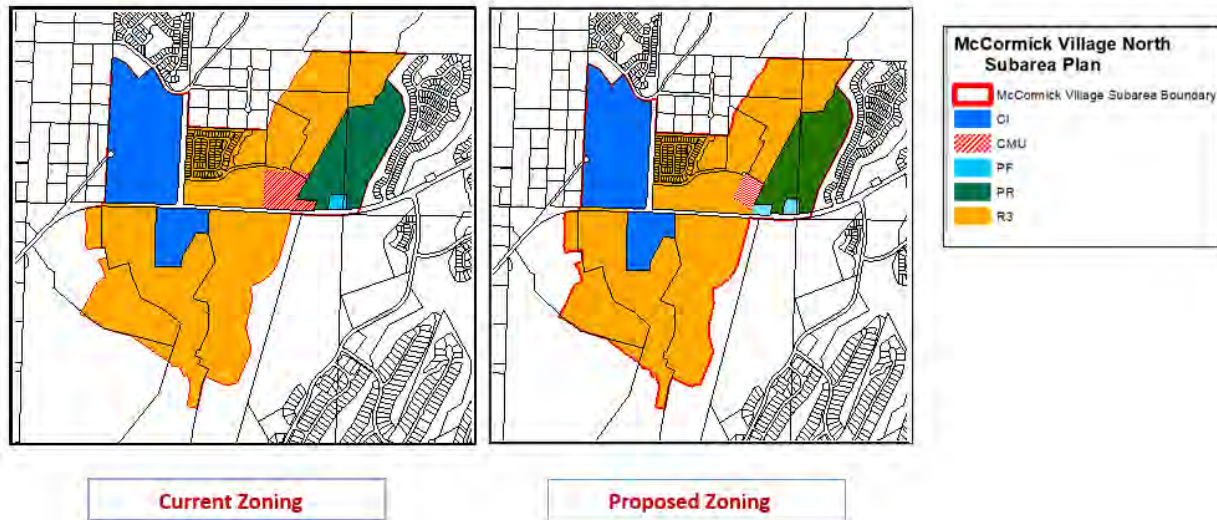 McCormick Village North
Subarea Plan
McCormick Village Subarea Boundary
CI
CMU
PF
PR
R3
Current Zoning
Proposed Zoning